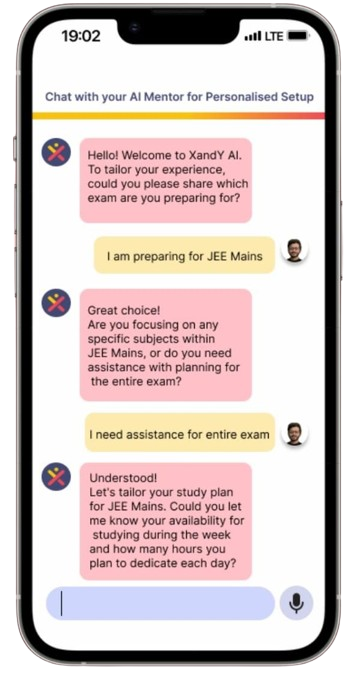 19:02
LTE
Chat with your AI Mentor for Personalised Setup
Hello! Welcome to XandY AI.
To tailor your experience,
could you please share which
exam are you preparing for?
I am preparing for JEE Mains
Great choice!
Are you focusing on any
specific subjects within
JEE Mains, or do you need
assistance with planning for
the entire exam?
I need assistance for entire exam
Understood!
Let's tailor your study plan
for JEE Mains. Could you let
me know your availability for
studying during the week
and how many hours you
plan to dedicate each day?